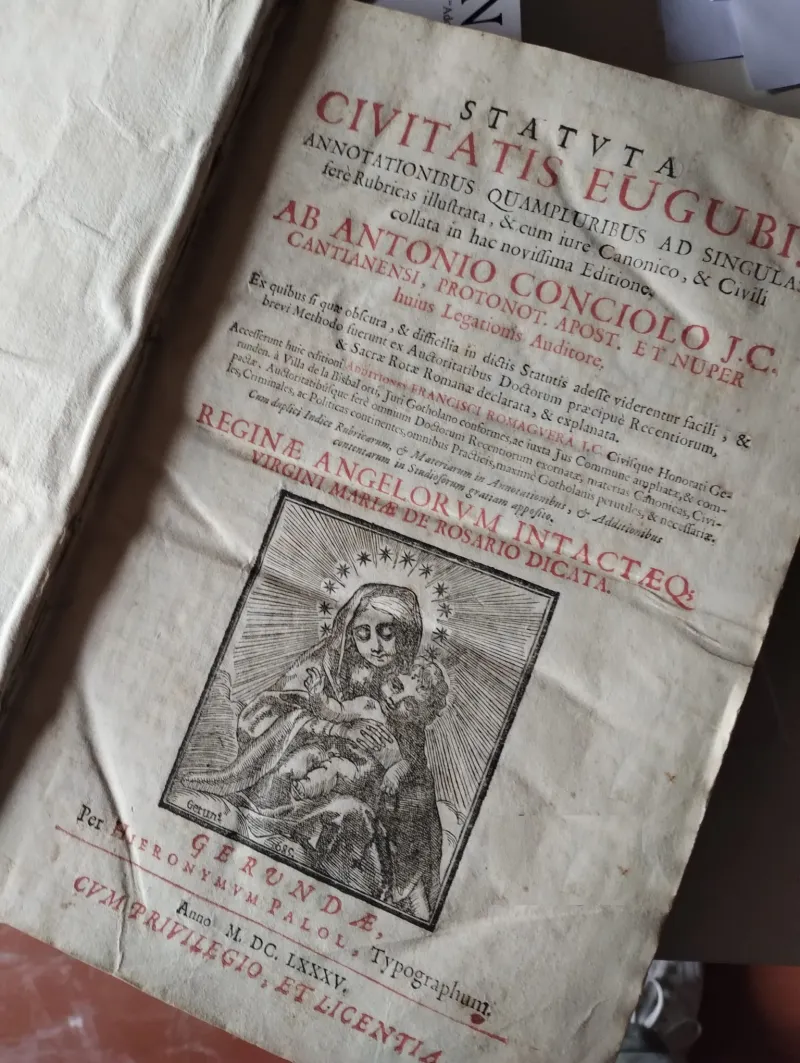 N
-Ad
STATVTA
CIVITATIS EUGUBI
ANNOTATIONIBUS QUAMPLURIBUS AD SINGULAS
ferè Rubricas illuſtrata, & cum iure Canonico, & Civili
collata in hac noviſſima Editione,
AB ANTONIO CONCIOLO J.C.
CANTIANENSI, PROTONOT. APOST. ET NUPER
huius Legationis Auditore,
Ex quibus ſi quæ obſcura, & difficilia in dictis Statutis adeſſe viderentur facili, &
brevi Methodo fuerunt ex Auctoritatibus Doctorum præcipuè Recentiorum,
& Sacræ Rotæ Romanæ declarata, & explanata.
Acceſſerunt huic editioni ADDITIONES FRANCISCI ROMAGVERA J.C. Civiſque Honorati Ge-
runden. à Villa de la Bisbal orti, Juri Gotholano conformes, ac iuxta Jus Commune ampliatæ, & com-
pactæ, Auctoritatibuſque ferè omnium Doctorum Recentiorum exornatæ; materias Canonicas, Civi-
les, Criminales, ac Politicas continentes, omnibus Practicis, maximè Gotholanis perutiles, & neceſſariæ.
Cum duplici Indice Rubricarum, & Materiarum in Annotationibus, & Additionibus
contentarum in Studioſorum gratiam appoſito.
REGINÆ ANGELORVM INTACTÆQ;
VIRGINI MARIÆ DE ROSARIO DICATA.
GERUNDÆ,
Per HIERONYMVM PALOL, Typographum.
Anno M. DC. LXXXV.
CVM PRIVILEGIO, ET LICENTIA